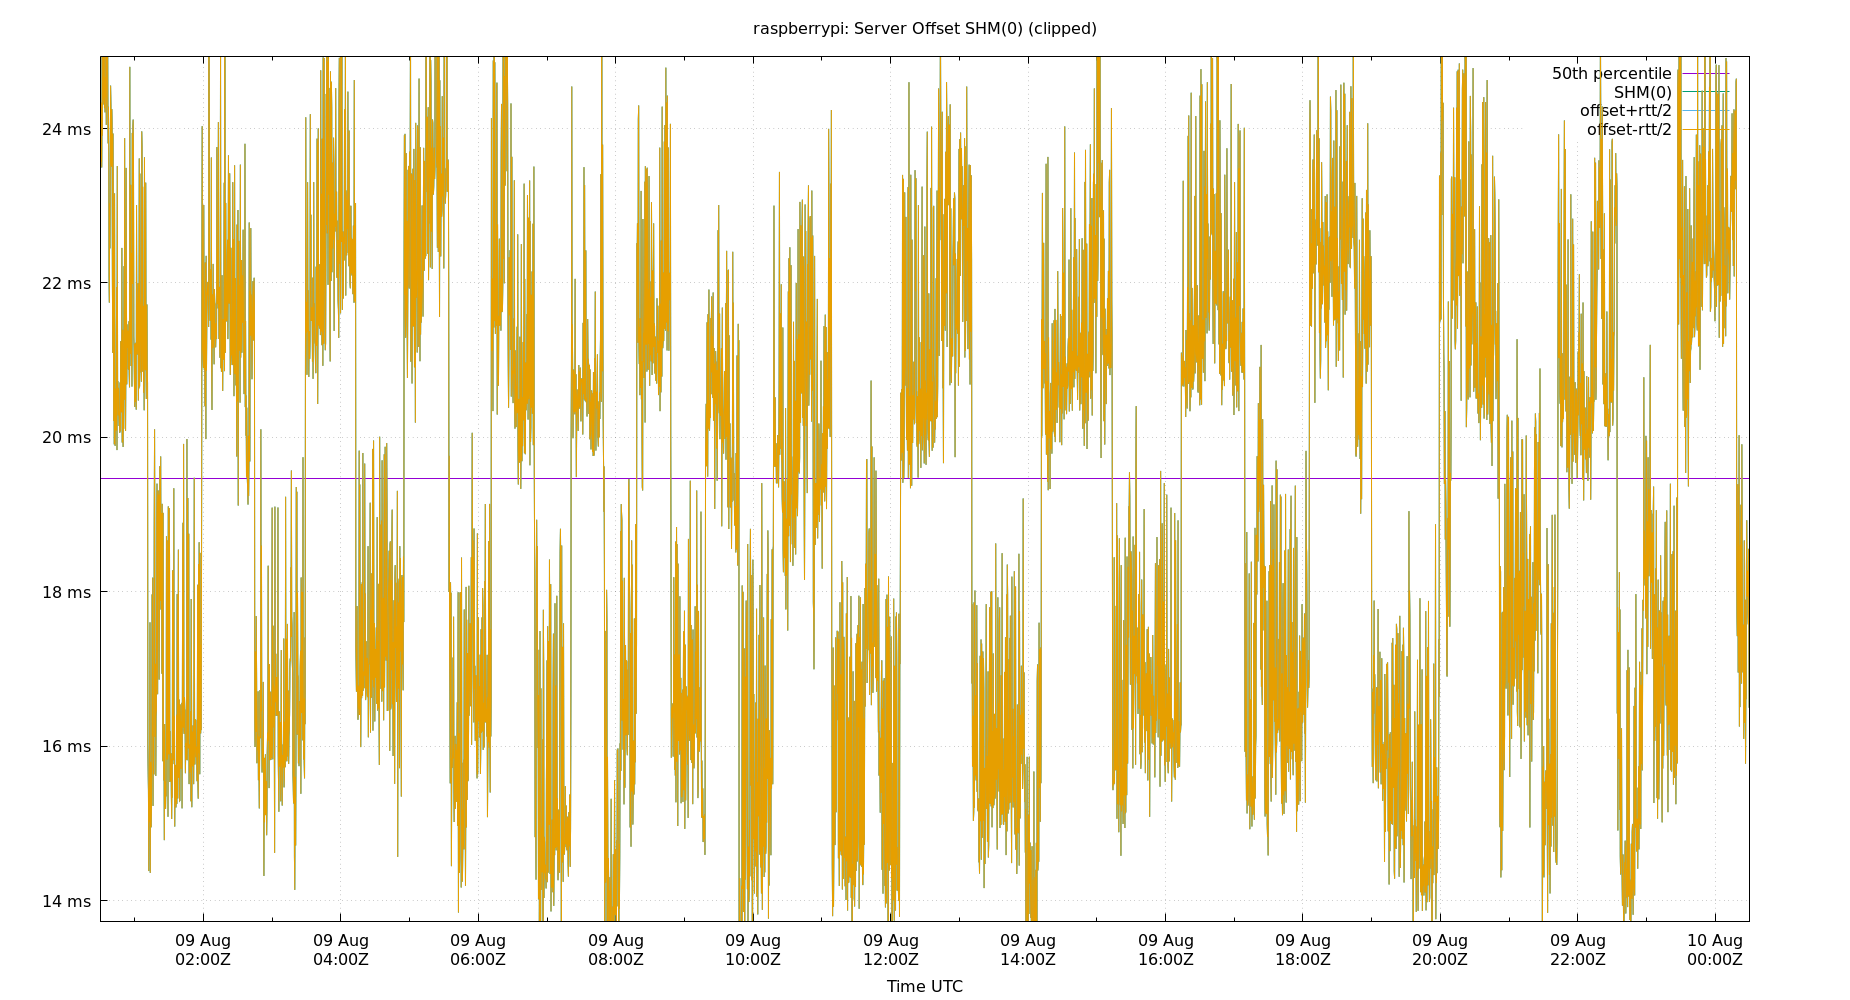 raspberrypi: Server Offset SHM(0) (clipped)
50th percentile
SHM(0)
offset+rtt/2
offset-rtt/2
24 ms
22 ms
20 ms
18 ms
16 ms
14 ms
09 Aug 09 Aug 09 Aug 09 Aug 09 Aug 09 Aug 09 Aug 09 Aug 09 Aug 09 Aug 09 Aug 10 Aug
02:00Z 04:00Z 06:00Z 08:00Z 10:00Z 12:00Z 14:00Z 16:00Z 18:00Z 20:00Z 22:00Z 00:00Z
Time UTC